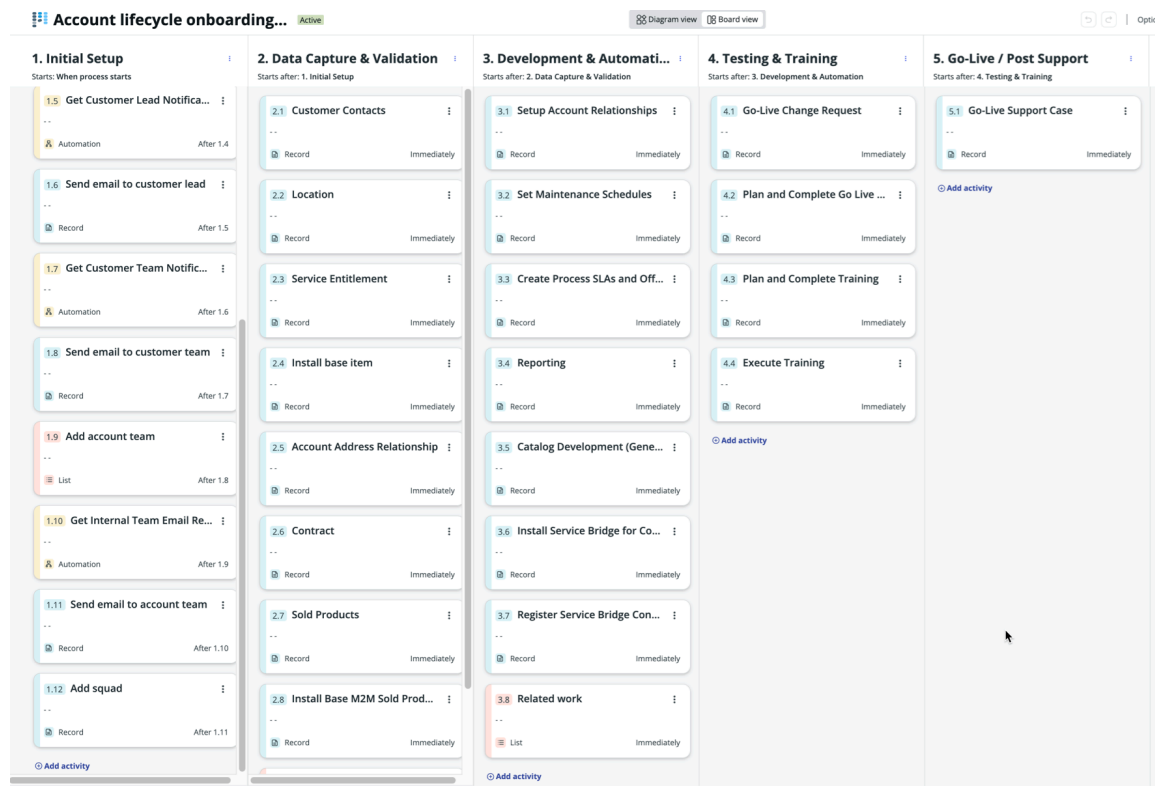 Account lifecycle onboarding...
Active
Diagram view
Board view
1. Initial Setup
Starts: When process starts
1.5 Get Customer Lead Notifica...
--
Automation After 1.4
1.6 Send email to customer lead
--
Record After 1.5
1.7 Get Customer Team Notific...
--
Automation After 1.6
1.8 Send email to customer team
--
Record After 1.7
1.9 Add account team
--
List After 1.8
1.10 Get Internal Team Email Re...
--
Automation After 1.9
1.11 Send email to account team
--
Record After 1.10
1.12 Add squad
--
Record After 1.11
Add activity
2. Data Capture & Validation
Starts after: 1. Initial Setup
2.1 Customer Contacts
--
Record Immediately
2.2 Location
--
Record Immediately
2.3 Service Entitlement
--
Record Immediately
2.4 Install base item
--
Record Immediately
2.5 Account Address Relationship
--
Record Immediately
2.6 Contract
--
Record Immediately
2.7 Sold Products
--
Record Immediately
2.8 Install Base M2M Sold Prod...
--
Record Immediately
3. Development & Automati...
Starts after: 2. Data Capture & Validation
3.1 Setup Account Relationships
--
Record Immediately
3.2 Set Maintenance Schedules
--
Record Immediately
3.3 Create Process SLAs and Off...
--
Record Immediately
3.4 Reporting
--
Record Immediately
3.5 Catalog Development (Gene...
--
Record Immediately
3.6 Install Service Bridge for Co...
--
Record Immediately
3.7 Register Service Bridge Con...
--
Record Immediately
3.8 Related work
--
List Immediately
Add activity
4. Testing & Training
Starts after: 3. Development & Automation
4.1 Go-Live Change Request
--
Record Immediately
4.2 Plan and Complete Go Live ...
--
Record Immediately
4.3 Plan and Complete Training
--
Record Immediately
4.4 Execute Training
--
Record Immediately
Add activity
5. Go-Live / Post Support
Starts after: 4. Testing & Training
5.1 Go-Live Support Case
--
Record Immediately
Add activity